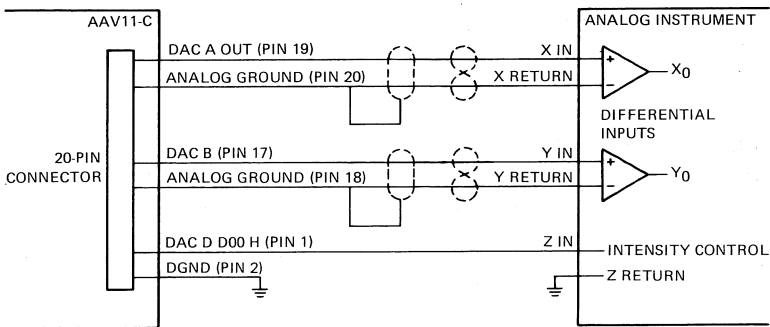 AAV11-C
ANALOG INSTRUMENT
DAC A OUT (PIN 19)
X IN
+
X0
ANALOG GROUND (PIN 20)
X RETURN
−
DIFFERENTIAL
INPUTS
20-PIN
CONNECTOR
DAC B (PIN 17)
Y IN
+
Y0
ANALOG GROUND (PIN 18)
Y RETURN
−
DAC D D00 H (PIN 1)
Z IN
INTENSITY CONTROL
DGND (PIN 2)
Z RETURN